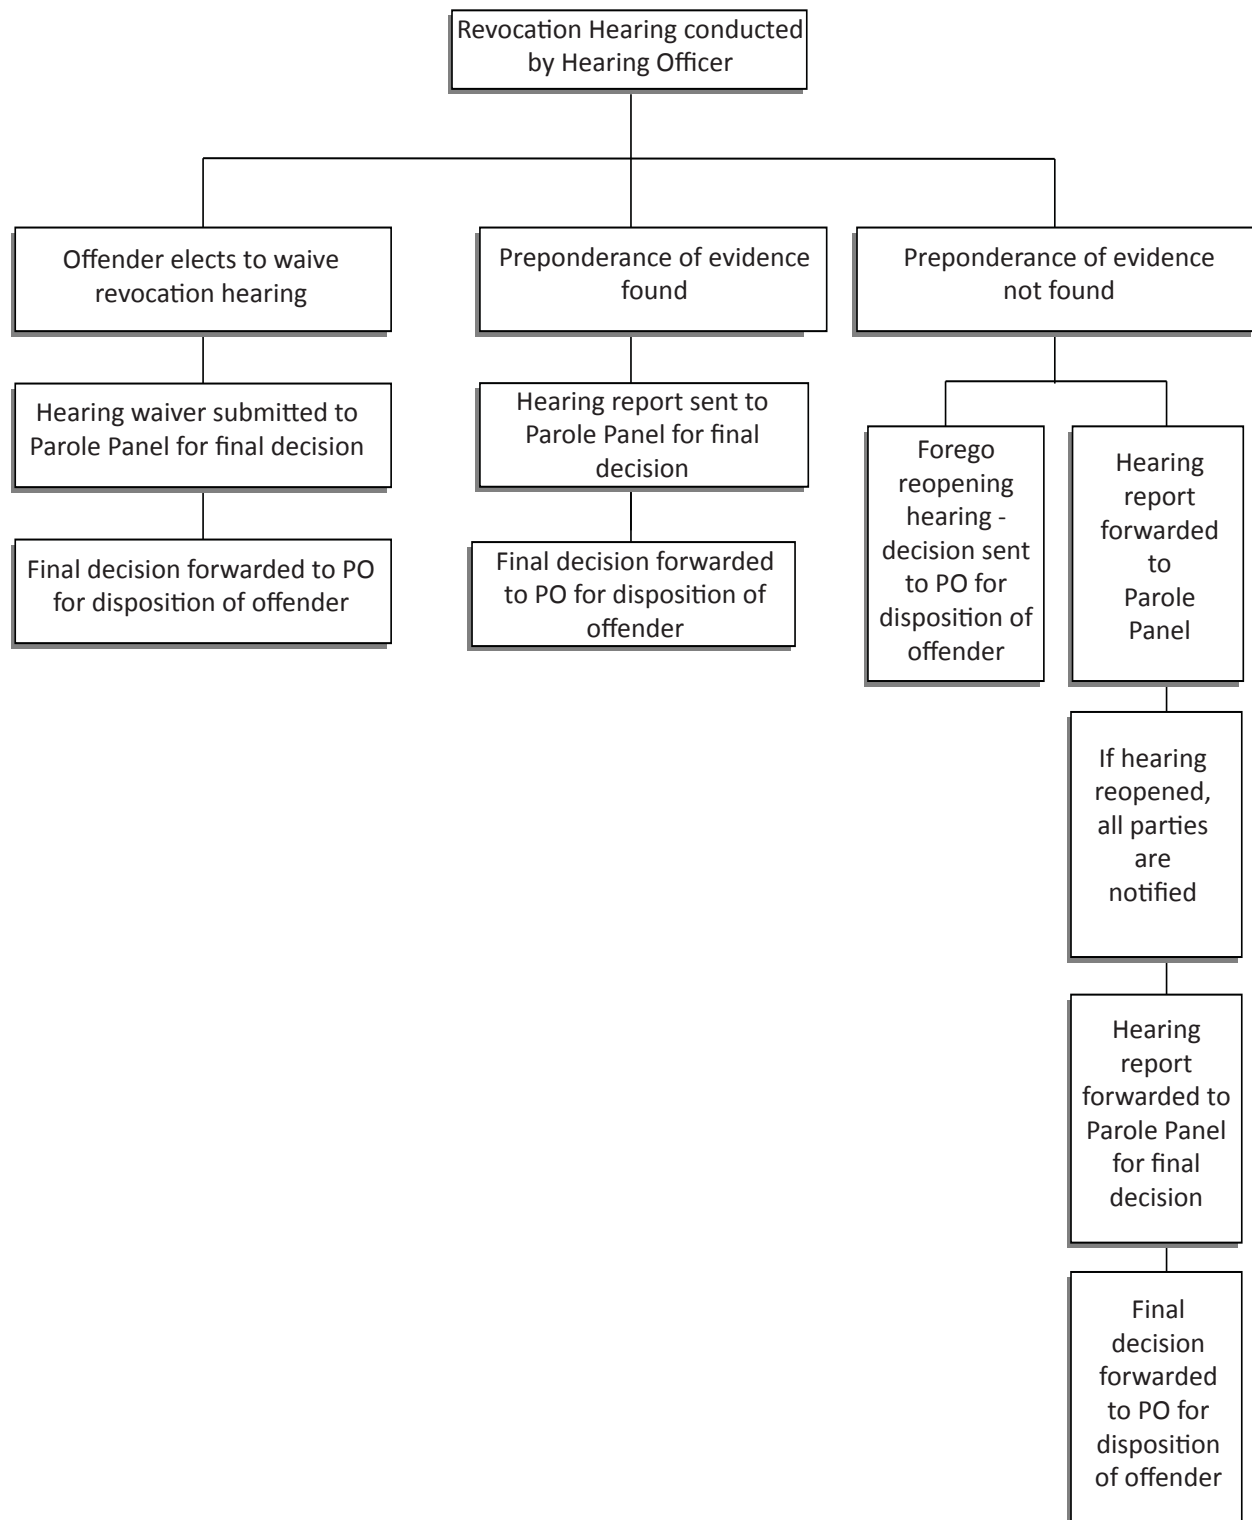 Revocation Hearing conducted
by Hearing Officer
Offender elects to waive
revocation hearing
Preponderance of evidence
found
Preponderance of evidence
not found
Hearing waiver submitted to
Parole Panel for final decision
Hearing report sent to
Parole Panel for final
decision
Forego
reopening
hearing -
decision sent
to PO for
disposition of
offender
Hearing
report
forwarded
to
Parole
Panel
Final decision forwarded to PO
for disposition of offender
Final decision forwarded
to PO for disposition of
offender
If hearing
reopened,
all parties
are
notified
Hearing
report
forwarded to
Parole Panel
for final
decision
Final
decision
forwarded
to PO for
disposition
of offender